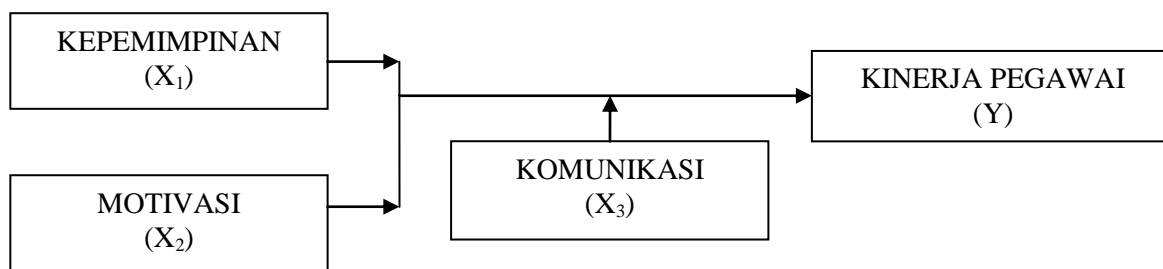 KEPEMIMPINAN
(X₁)
KINERJA PEGAWAI
(Y)
KOMUNIKASI
(X₃)
MOTIVASI
(X₂)